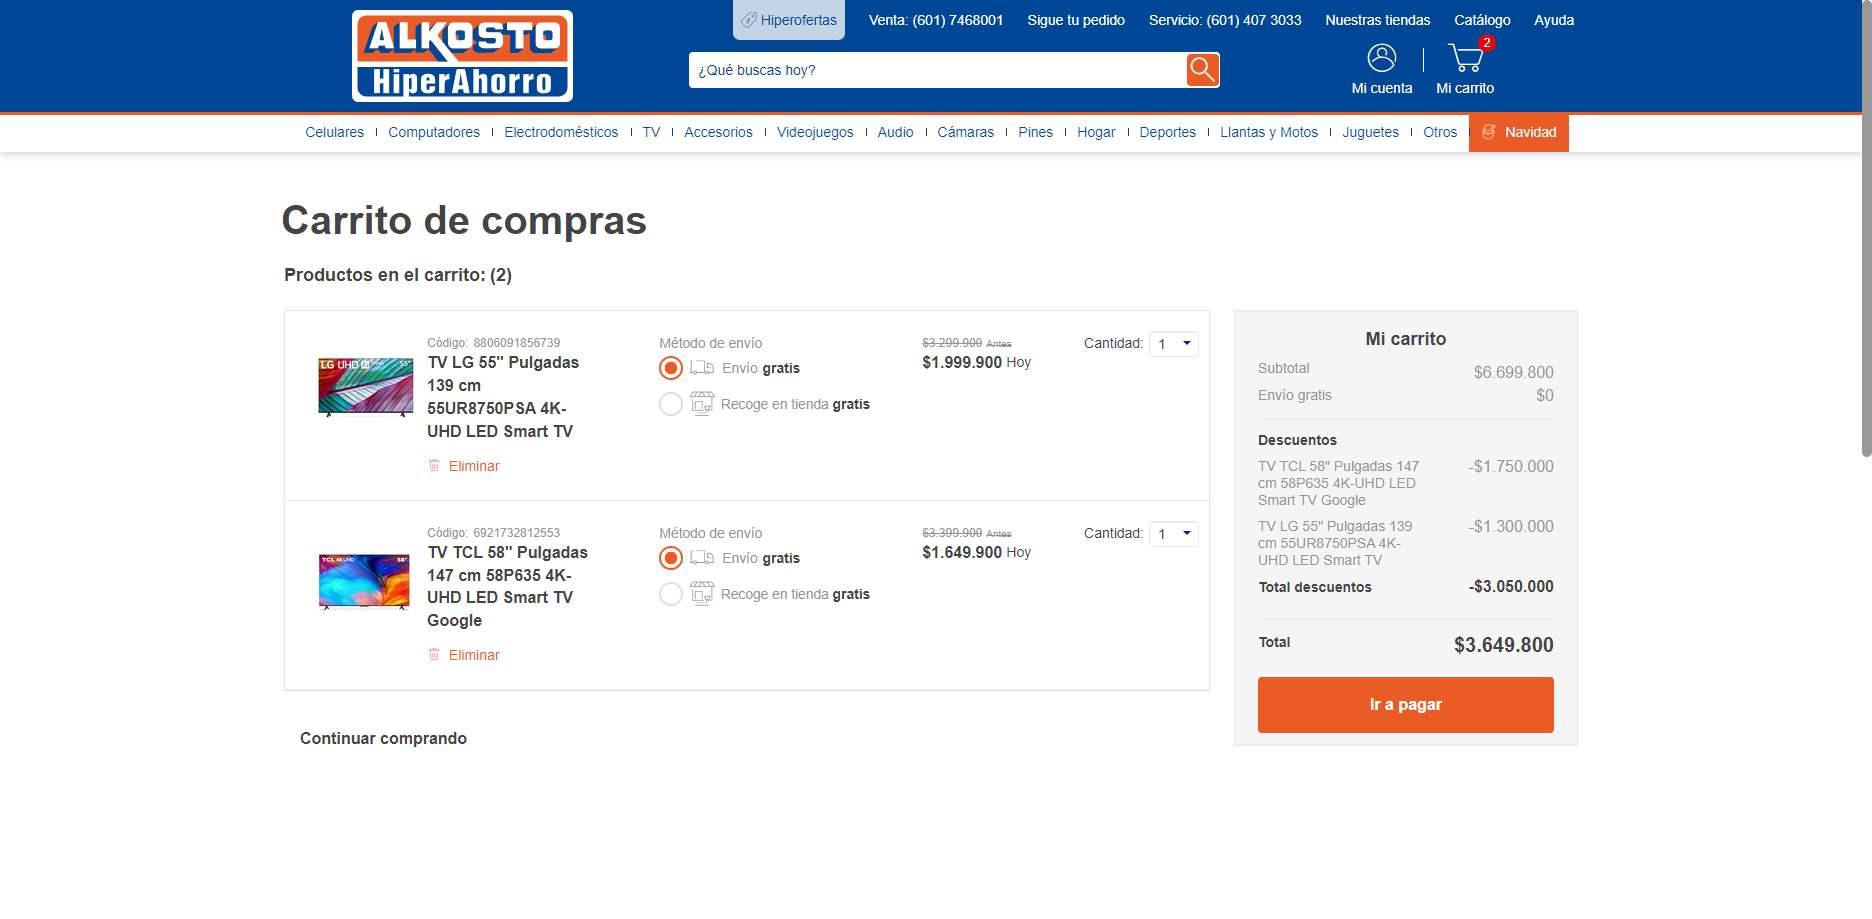 ALKOSTO
HiperAhorro
Hiperofertas
Venta: (601) 7468001
Sigue tu pedido
Servicio: (601) 407 3033
Nuestras tiendas
Catálogo
Ayuda
¿Qué buscas hoy?
2
Mi cuenta
Mi carrito
Celulares
Computadores
Electrodomésticos
TV
Accesorios
Videojuegos
Audio
Cámaras
Pines
Hogar
Deportes
Llantas y Motos
Juguetes
Otros
Navidad
Carrito de compras
Productos en el carrito: (2)
LG UHD AI 55"
Código: 8806091856739
TV LG 55" Pulgadas
139 cm
55UR8750PSA 4K-
UHD LED Smart TV
Eliminar
Método de envío
Envío gratis
Recoge en tienda gratis
$3.299.900 Antes
$1.999.900 Hoy
Cantidad: 1
TCL 4K UHD 58"
Código: 6921732812553
TV TCL 58" Pulgadas
147 cm 58P635 4K-
UHD LED Smart TV
Google
Eliminar
Método de envío
Envío gratis
Recoge en tienda gratis
$3.399.900 Antes
$1.649.900 Hoy
Cantidad: 1
Continuar comprando
Mi carrito
Subtotal $6.699.800
Envío gratis $0
Descuentos
TV TCL 58" Pulgadas 147 -$1.750.000
cm 58P635 4K-UHD LED
Smart TV Google
TV LG 55" Pulgadas 139 -$1.300.000
cm 55UR8750PSA 4K-
UHD LED Smart TV
Total descuentos -$3.050.000
Total $3.649.800
Ir a pagar